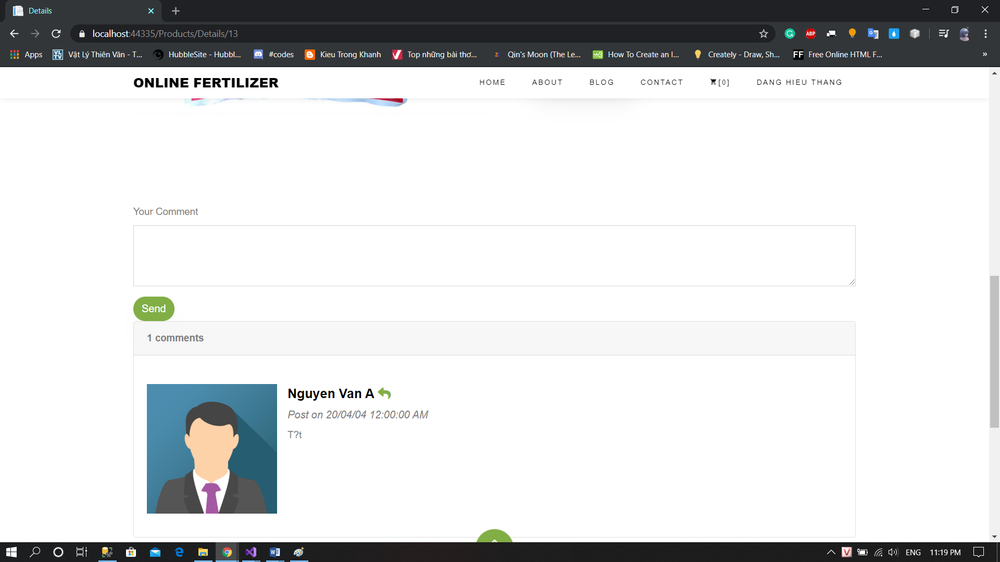 Details
localhost:44335/Products/Details/13
ABP
Apps
Vật Lý Thiên Văn - T...
HubbleSite - Hubbl...
#codes
Kieu Trong Khanh
Top những bài thơ...
Qin's Moon (The Le...
How To Create an I...
Creately - Draw, Sh...
FF Free Online HTML F...
»
ONLINE FERTILIZER
HOME
ABOUT
BLOG
CONTACT
[0]
DANG HIEU THANG
Your Comment
Send
1 comments
Nguyen Van A
Post on 20/04/04 12:00:00 AM
T?t
ENG
11:19 PM